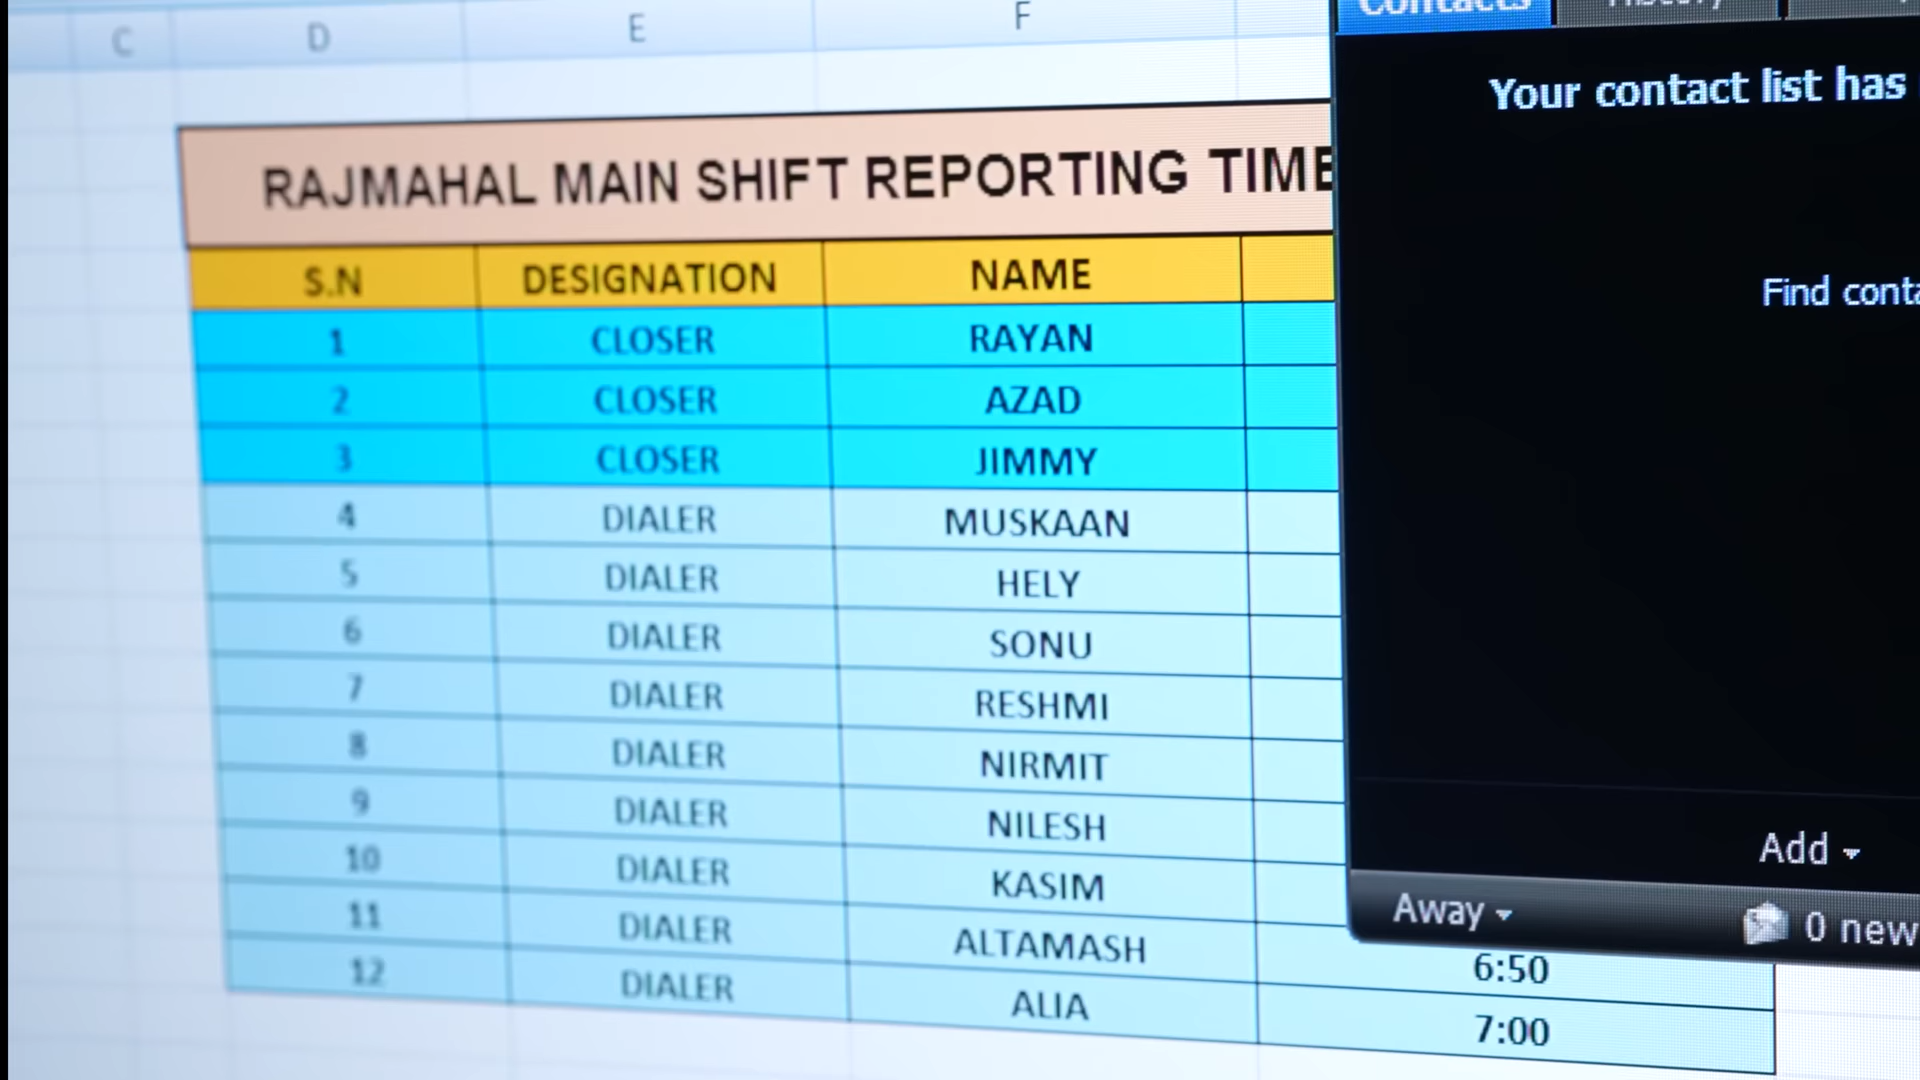 C D E F
RAJMAHAL MAIN SHIFT REPORTING TIME
S.N DESIGNATION NAME
1 CLOSER RAYAN
2 CLOSER AZAD
3 CLOSER JIMMY
4 DIALER MUSKAAN
5 DIALER HELY
6 DIALER SONU
7 DIALER RESHMI
8 DIALER NIRMIT
9 DIALER NILESH
10 DIALER KASIM
11 DIALER ALTAMASH 6:50
12 DIALER ALIA 7:00
Contacts History
Your contact list has
Find conta
Add
Away 0 new